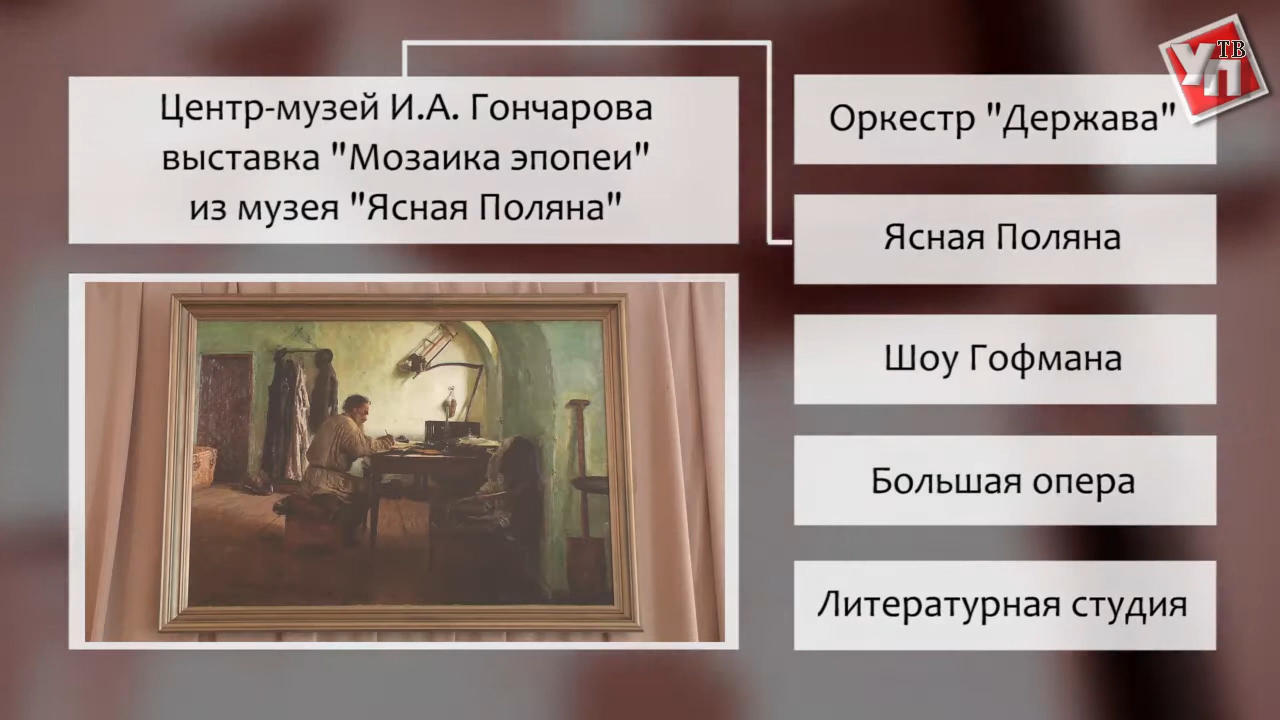 Центр-музей И.А. Гончарова
выставка "Мозаика эпопеи"
из музея "Ясная Поляна"
Оркестр "Держава"
Ясная Поляна
Шоу Гофмана
Большая опера
Литературная студия
УП
ТВ